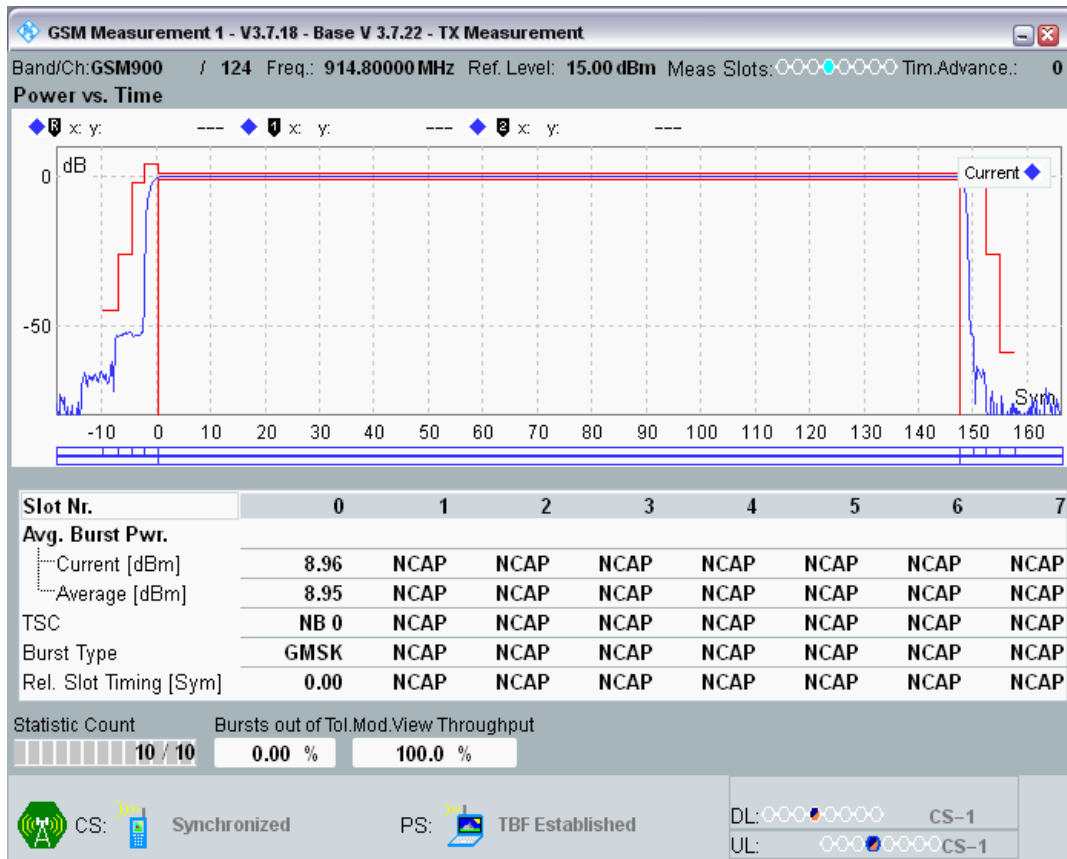 GSM Measurement 1 - V3.7.18 - Base V 3.7.22 - TX Measurement
Band/Ch:GSM900 / 124 Freq.: 914.80000 MHz Ref. Level: 15.00 dBm Meas Slots: Tim.Advance.: 0
Power vs. Time
R x: y: --- 1 x: y: --- 2 x: y: ---
dB
0
Current
-50
Sym
-10 0 10 20 30 40 50 60 70 80 90 100 110 120 130 140 150 160
Slot Nr. 0 1 2 3 4 5 6 7
Avg. Burst Pwr.
Current [dBm] 8.96 NCAP NCAP NCAP NCAP NCAP NCAP NCAP
Average [dBm] 8.95 NCAP NCAP NCAP NCAP NCAP NCAP NCAP
TSC NB 0 NCAP NCAP NCAP NCAP NCAP NCAP NCAP
Burst Type GMSK NCAP NCAP NCAP NCAP NCAP NCAP NCAP
Rel. Slot Timing [Sym] 0.00 NCAP NCAP NCAP NCAP NCAP NCAP NCAP
Statistic Count Bursts out of Tol.Mod.View Throughput
10 / 10 0.00 % 100.0 %
CS: Synchronized PS: TBF Established
DL: CS-1
UL: CS-1